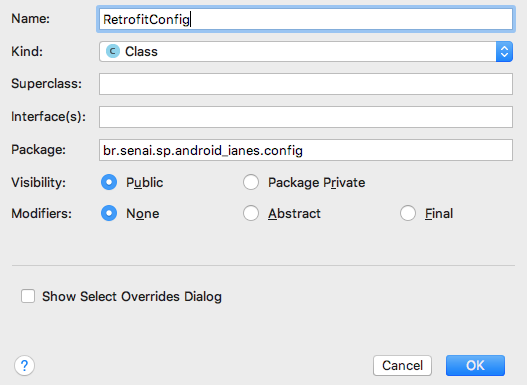 Name: RetrofitConfig
Kind: C Class
Superclass:
Interface(s):
Package: br.senai.sp.android_ianes.config
Visibility: Public Package Private
Modifiers: None Abstract Final
Show Select Overrides Dialog
? Cancel OK